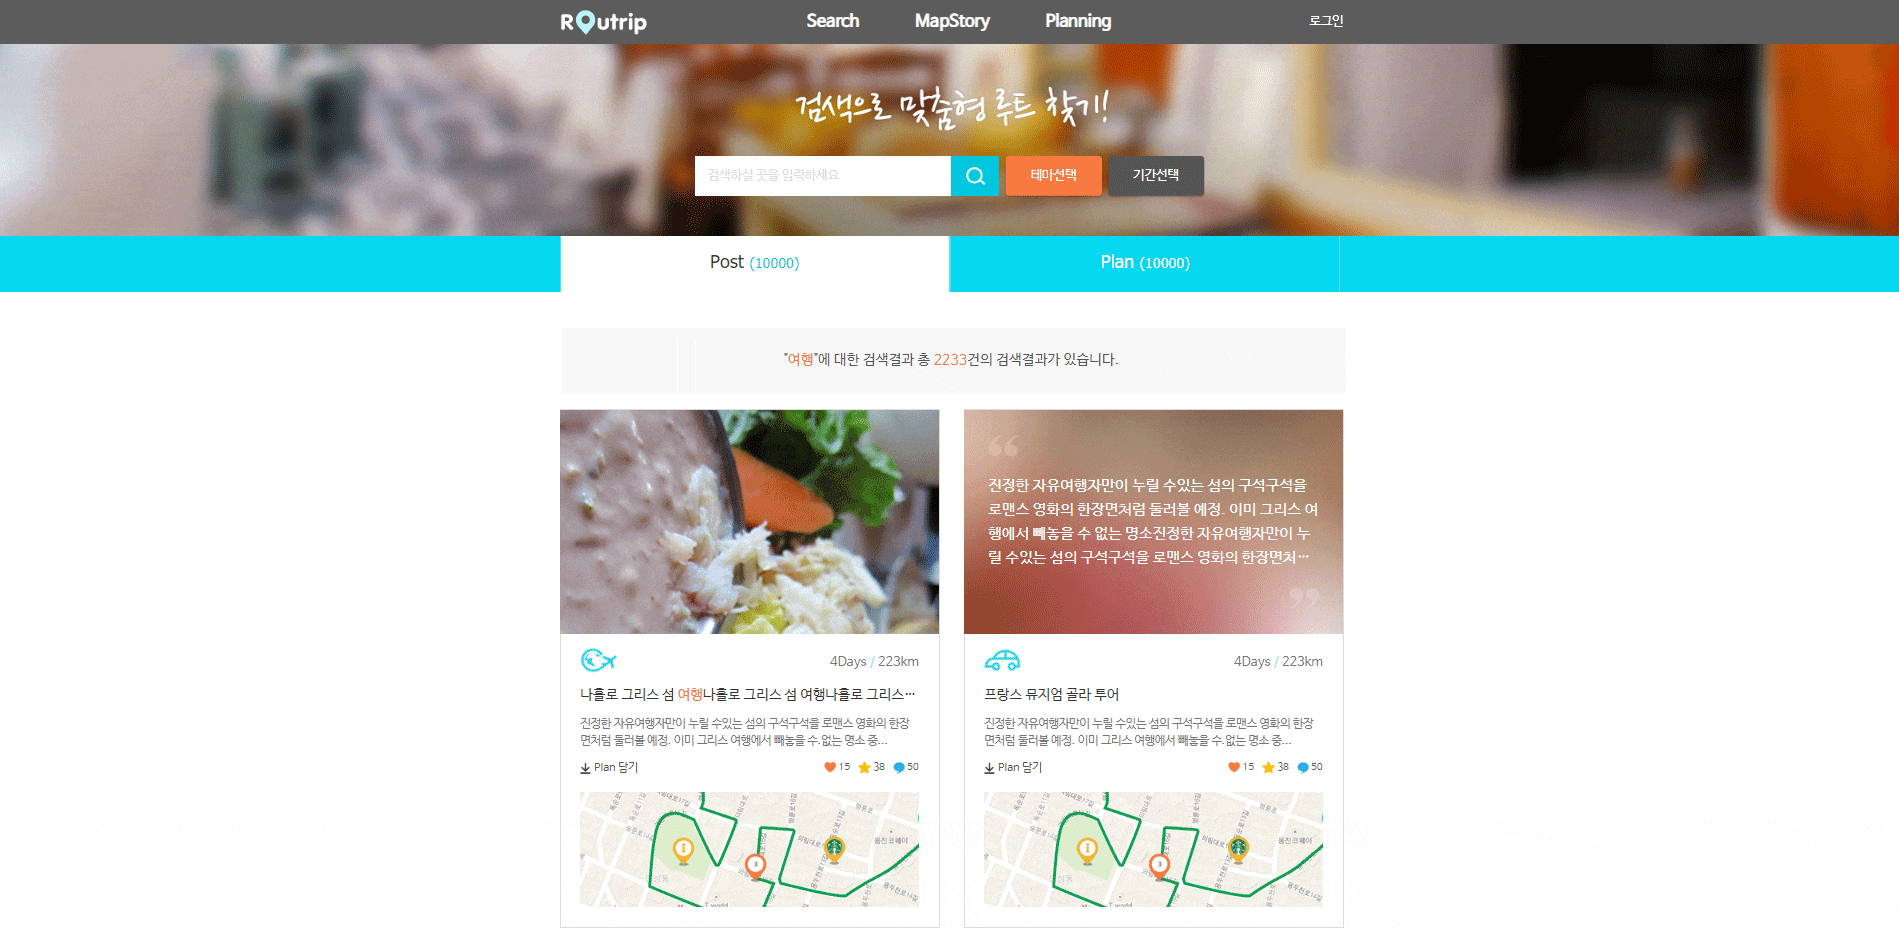 ROutrip
Search
MapStory
Planning
로그인
검색으로 맞춤형 루트 찾기!
검색하실 곳을 입력하세요
테마선택
기간선택
Post (10000)
Plan (10000)
"여행"에 대한 검색결과 총 2233건의 검색결과가 있습니다.
“
진정한 자유여행자만이 누릴 수있는 섬의 구석구석을
로맨스 영화의 한장면처럼 둘러볼 예정. 이미 그리스 여
행에서 빼놓을 수 없는 명소진정한 자유여행자만이 누
릴 수있는 섬의 구석구석을 로맨스 영화의 한장면처…
”
4Days / 223km
나홀로 그리스 섬 여행나홀로 그리스 섬 여행나홀로 그리스…
진정한 자유여행자만이 누릴 수있는 섬의 구석구석을 로맨스 영화의 한장
면처럼 둘러볼 예정. 이미 그리스 여행에서 빼놓을 수 없는 명소 중...
Plan 담기
15
38
50
3
웅진코웨이
T world
4Days / 223km
프랑스 뮤지엄 골라 투어
진정한 자유여행자만이 누릴 수있는 섬의 구석구석을 로맨스 영화의 한장
면처럼 둘러볼 예정. 이미 그리스 여행에서 빼놓을 수 없는 명소 중...
Plan 담기
15
38
50
3
웅진코웨이
T world